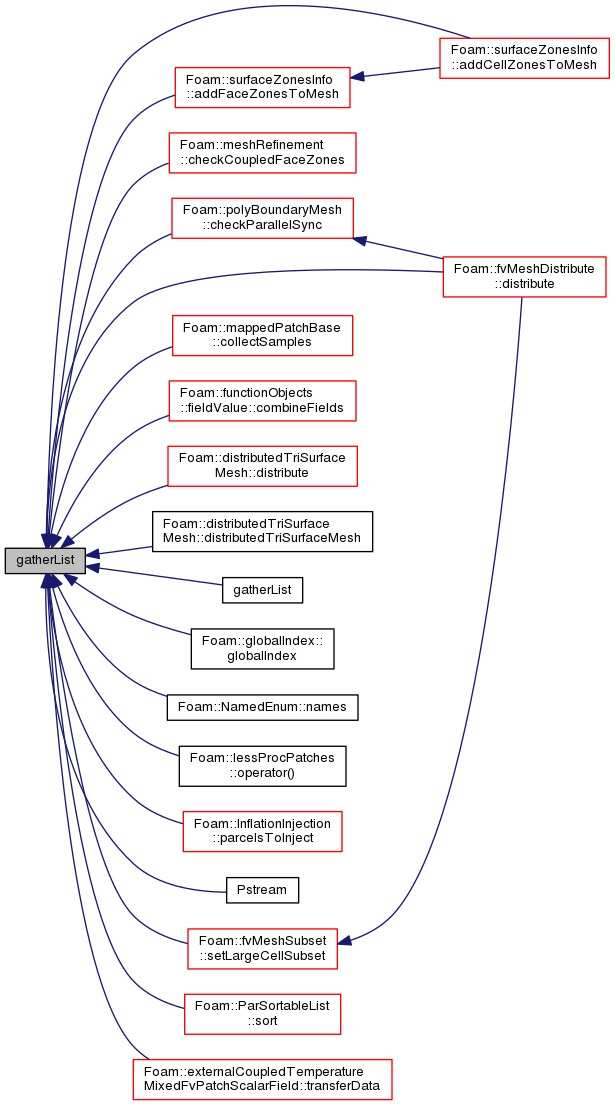 Foam::surfaceZonesInfo
::addCellZonesToMesh
Foam::surfaceZonesInfo
::addFaceZonesToMesh
Foam::meshRefinement
::checkCoupledFaceZones
Foam::polyBoundaryMesh
::checkParallelSync
Foam::fvMeshDistribute
::distribute
Foam::mappedPatchBase
::collectSamples
Foam::functionObjects
::fieldValue::combineFields
Foam::distributedTriSurface
Mesh::distribute
Foam::distributedTriSurface
Mesh::distributedTriSurfaceMesh
gatherList
gatherList
Foam::globalIndex::
globalIndex
Foam::NamedEnum::names
Foam::lessProcPatches
::operator()
Foam::InflationInjection
::parcelsToInject
Pstream
Foam::fvMeshSubset
::setLargeCellSubset
Foam::ParSortableList
::sort
Foam::externalCoupledTemperature
MixedFvPatchScalarField::transferData